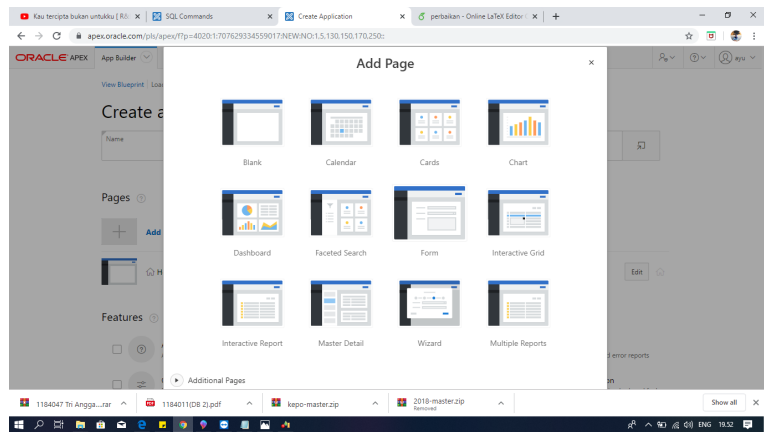 Kau tercipta bukan untukku [ R
SQL Commands
Create Application
perbaikan - Online LaTeX Editor
apex.oracle.com/pls/apex/f?p=4020:1:707629334559017:NEW:NO:1,5,130,150,170,250::
ORACLE APEX
App Builder
ayu
View Blueprint
Loa
Create a
Name
Pages
Add
H
Edit
Features
d error reports
on
Add Page
Blank
Calendar
Cards
Chart
Dashboard
Faceted Search
Form
Interactive Grid
Interactive Report
Master Detail
Wizard
Multiple Reports
Additional Pages
1184047 Tri Angga....rar
1184011(DB 2).pdf
kepo-master.zip
2018-master.zip
Removed
Show all
ENG
19.52